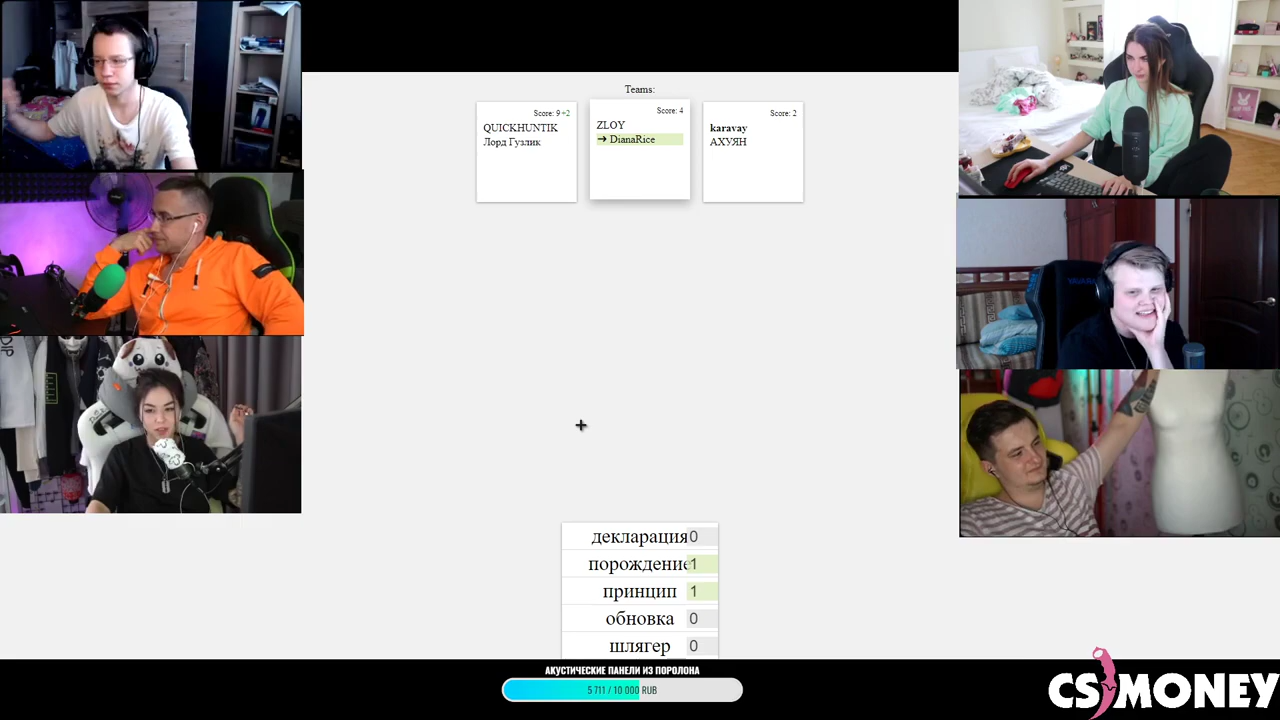 Teams:
Score: 9 +2
QUICKHUNTIK
Лорд Гузлик
Score: 4
ZLOY
➔ DianaRice
Score: 2
karavay
АХУЯН
декларация 0
порождение 1
принцип 1
обновка 0
шлягер 0
АКУСТИЧЕСКИЕ ПАНЕЛИ ИЗ ПОРОЛОНА
5 711 / 10 000 RUB
CS MONEY